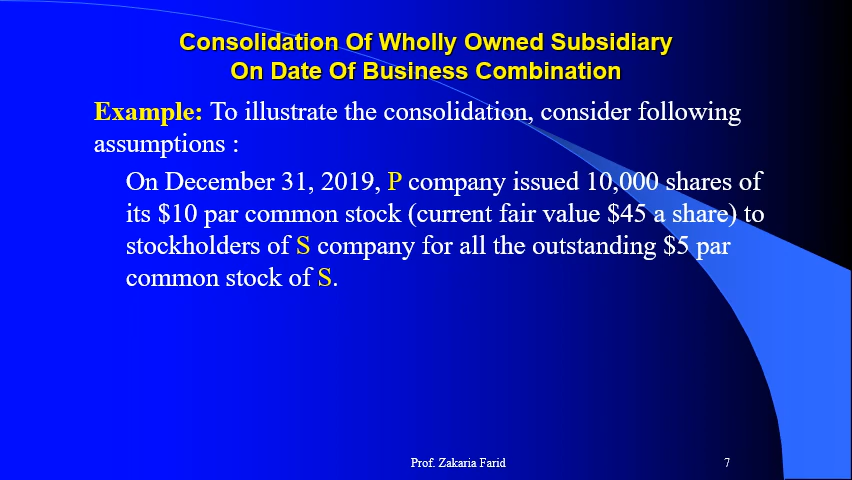 Consolidation Of Wholly Owned Subsidiary
On Date Of Business Combination
Example: To illustrate the consolidation, consider following
assumptions :
On December 31, 2019, P company issued 10,000 shares of
its $10 par common stock (current fair value $45 a share) to
stockholders of S company for all the outstanding $5 par
common stock of S.
Prof. Zakaria Farid
7